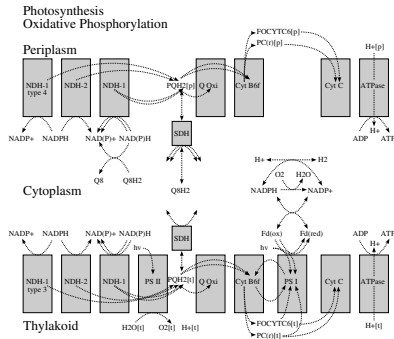 Photosynthesis
Oxidative Phosphorylation
Periplasm
FOCYTC6[p]
PC(r)[p]
H+[p]
NDH-1 type 4
NDH-2
NDH-1
PQH2[p]
Q Oxi
Cyt B6f
Cyt C
ATPase
SDH
H+
NADP+ NADPH NAD(P)+ NAD(P)H
ADP
Q8 Q8H2
Q8H2
H+ H2
O2 H2O
NADPH NADP+
Cytoplasm
NADP+ NADPH NAD(P)+ NAD(P)H
SDH
Fd(ox) Fd(red)
ADP
H+
hν
hν
NDH-1 type 3
NDH-2
NDH-1
PS II
PQH2[t]
Q Oxi
Cyt B6f
PS I
Cyt C
ATPase
Thylakoid
H2O[t] O2[t] H+[t]
FOCYTC6[t]
PC(r)[t]
H+[t]